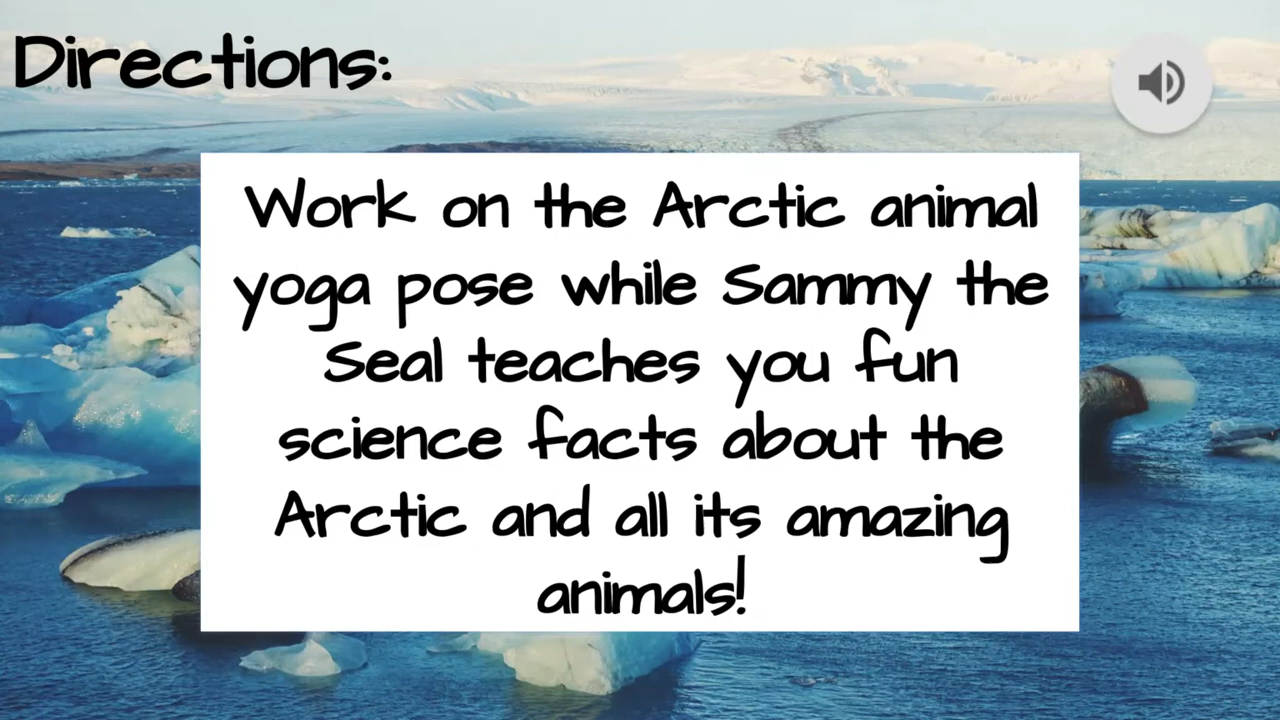 Directions:
Work on the Arctic animal
yoga pose while Sammy the
Seal teaches you fun
science facts about the
Arctic and all its amazing
animals!